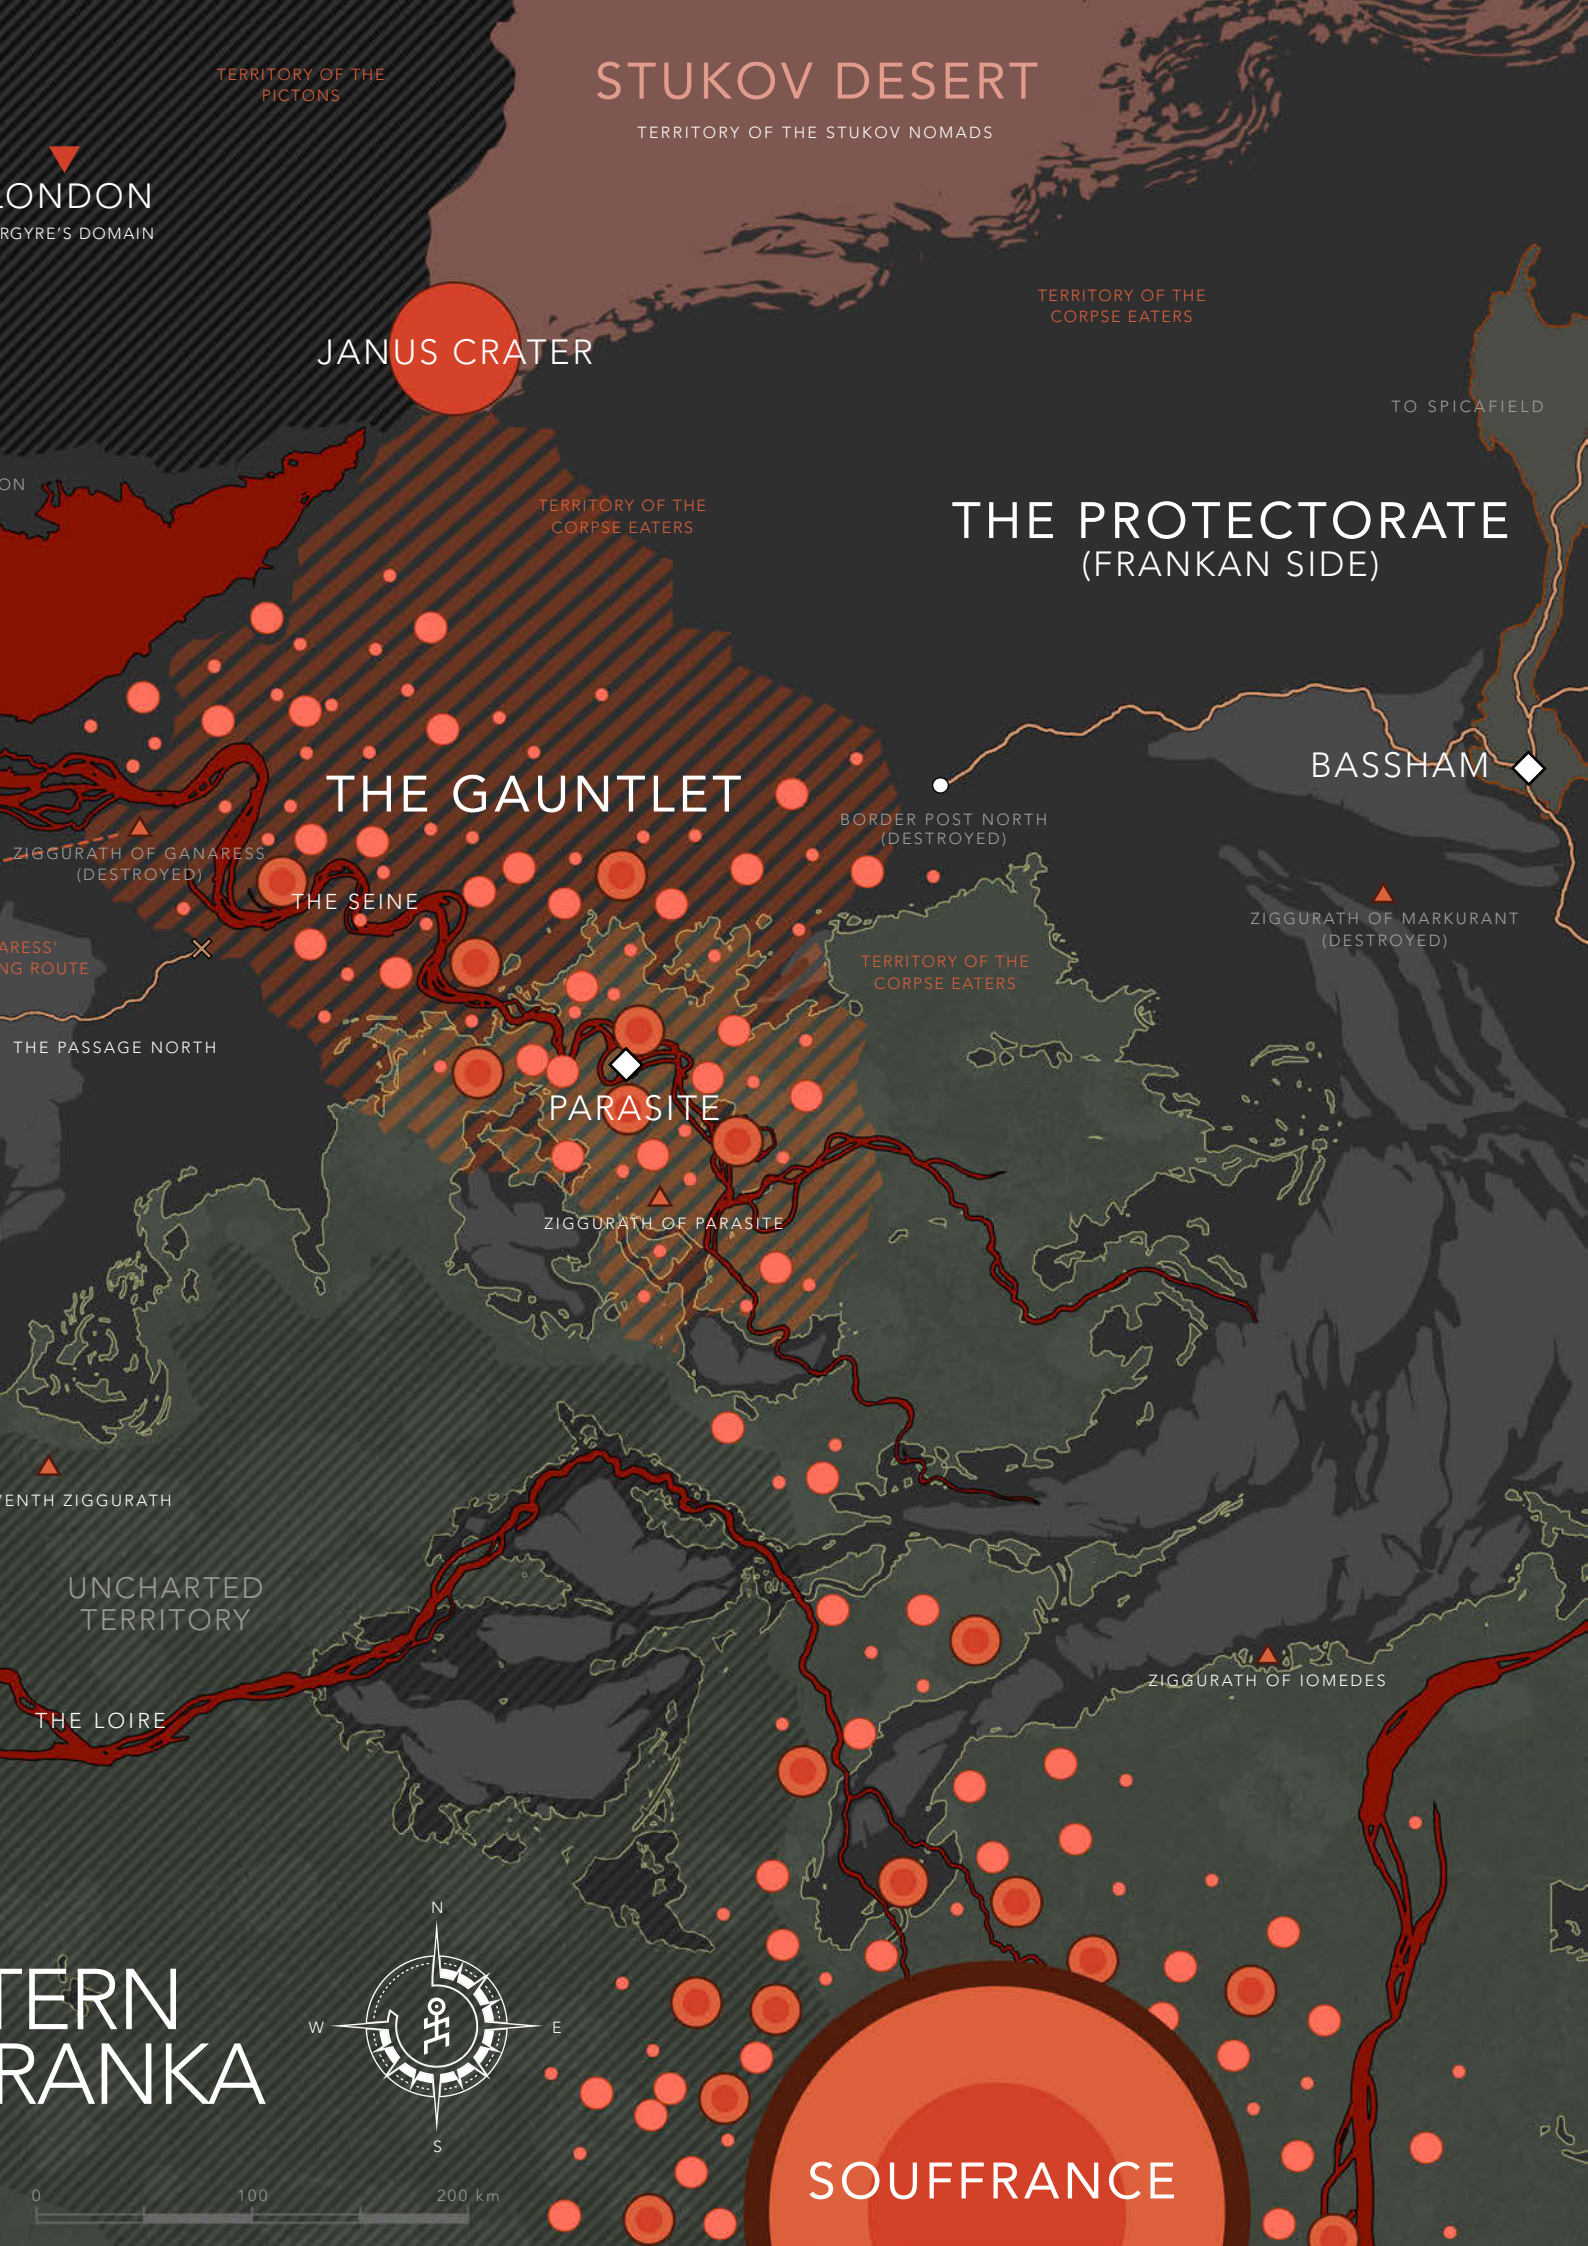 TERRITORY OF THE
PICTONS
STUKOV DESERT
TERRITORY OF THE STUKOV NOMADS
LONDON
RGYRE'S DOMAIN
TERRITORY OF THE
CORPSE EATERS
JANUS CRATER
TO SPICAFIELD
ON
TERRITORY OF THE
CORPSE EATERS
THE PROTECTORATE
(FRANKAN SIDE)
BASSHAM
THE GAUNTLET
BORDER POST NORTH
(DESTROYED)
ZIGGURATH OF GANARESS
(DESTROYED)
THE SEINE
ZIGGURATH OF MARKURANT
(DESTROYED)
ARESS'
NG ROUTE
TERRITORY OF THE
CORPSE EATERS
THE PASSAGE NORTH
PARASITE
ZIGGURATH OF PARASITE
VENTH ZIGGURATH
UNCHARTED
TERRITORY
ZIGGURATH OF IOMEDES
THE LOIRE
N
W
E
S
TERN
RANKA
SOUFFRANCE
0 100 200 km